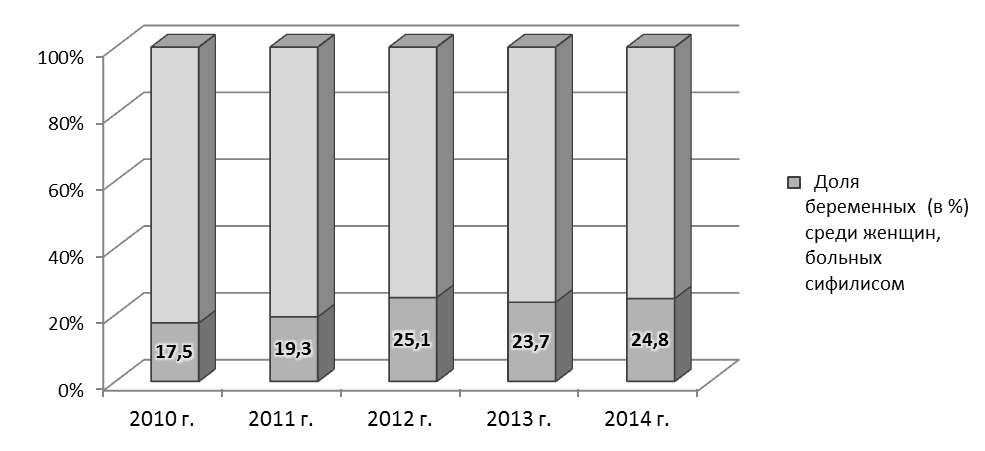 100%
80%
60%
40%
20%
0%
17,5
19,3
25,1
23,7
24,8
2010 г.
2011 г.
2012 г.
2013 г.
2014 г.
Доля
беременных (в %)
среди женщин,
больных
сифилисом